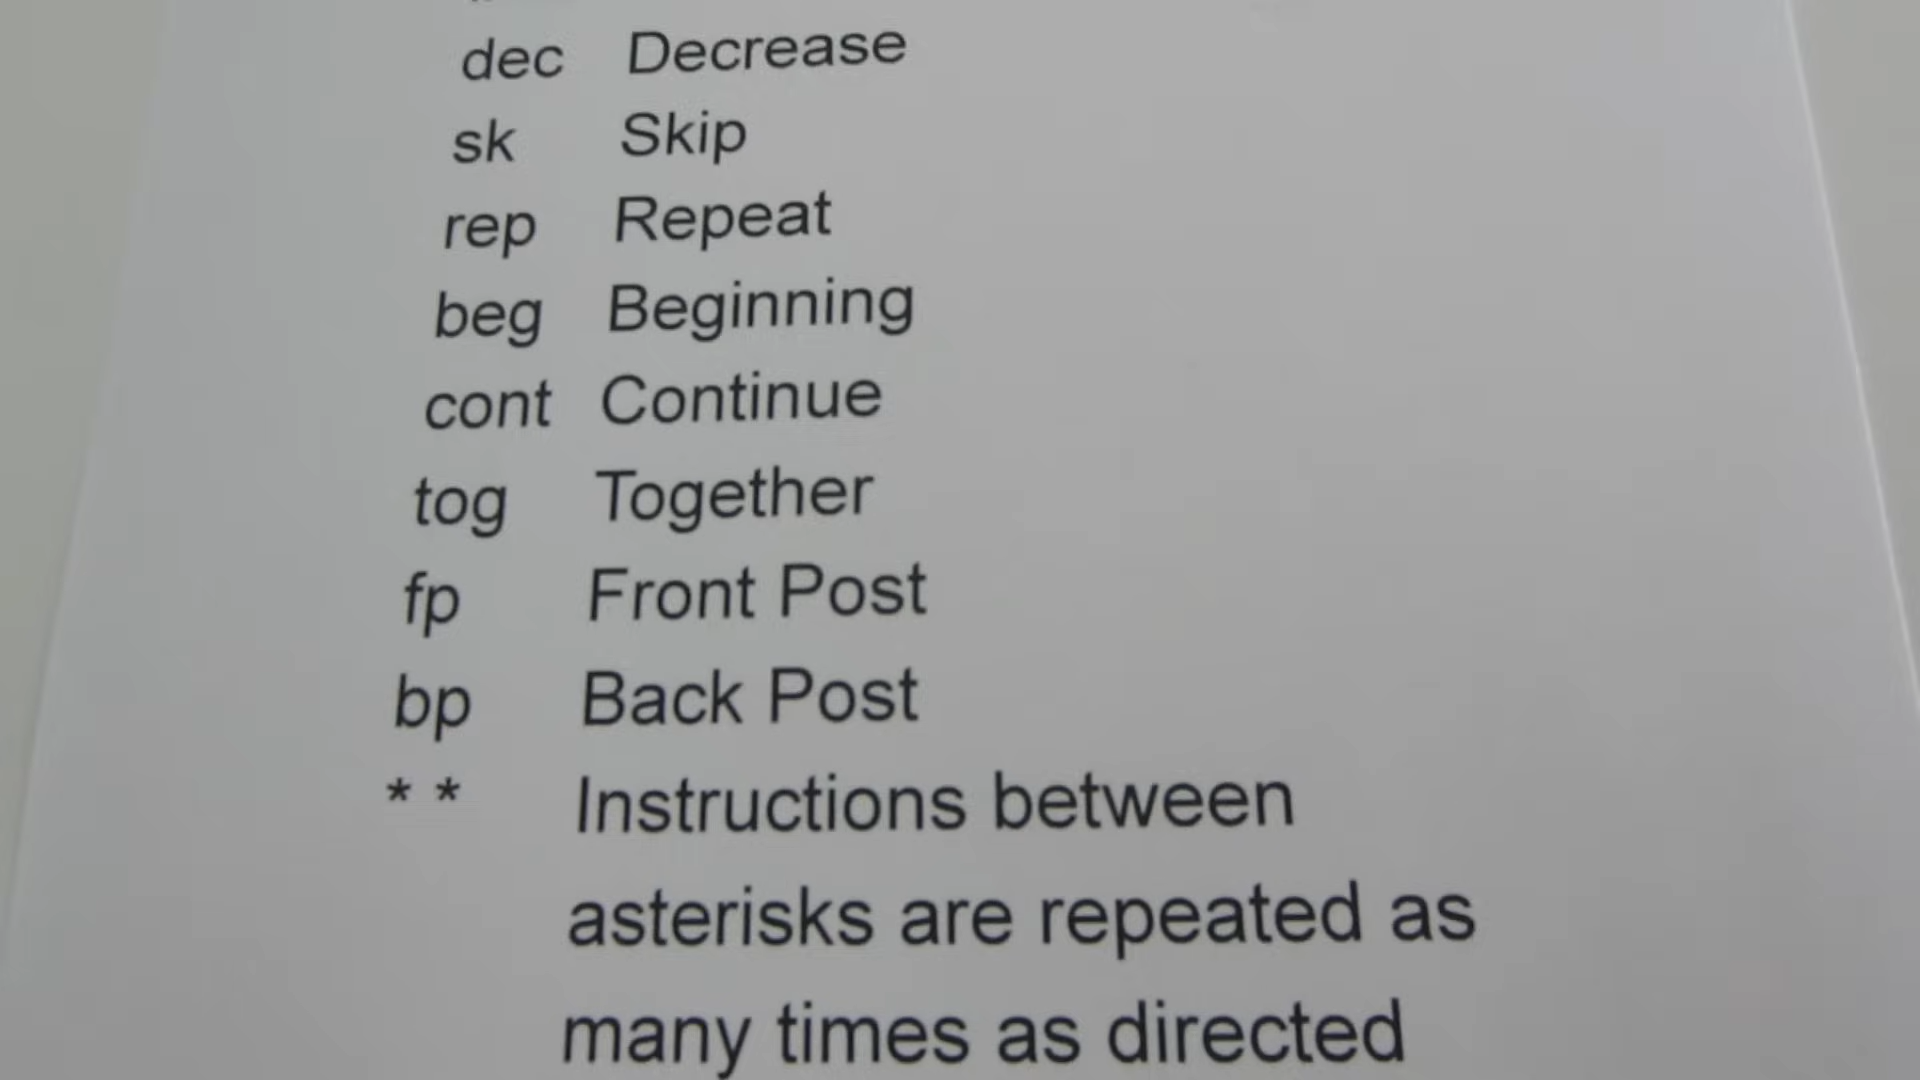 dec Decrease
sk Skip
rep Repeat
beg Beginning
cont Continue
tog Together
fp Front Post
bp Back Post
* * Instructions between
asterisks are repeated as
many times as directed